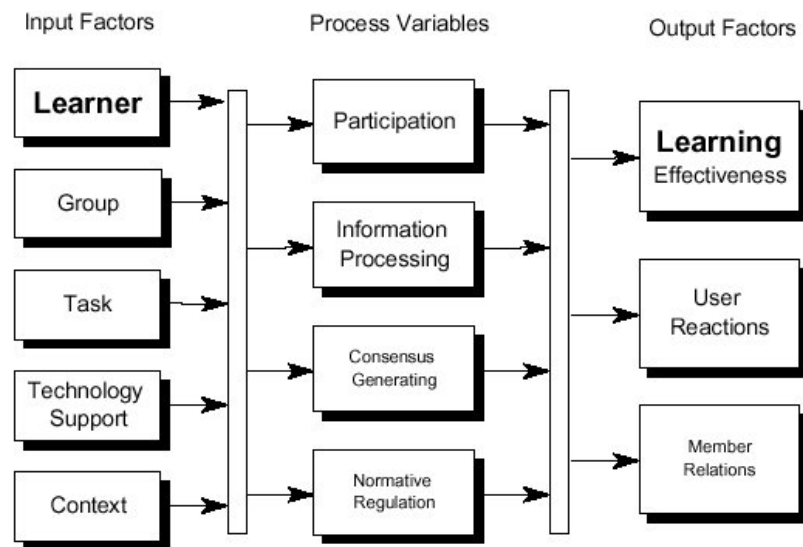 Input Factors
Process Variables
Output Factors
Learner
Group
Task
Technology
Support
Context
Participation
Information
Processing
Consensus
Generating
Normative
Regulation
Learning
Effectiveness
User
Reactions
Member
Relations